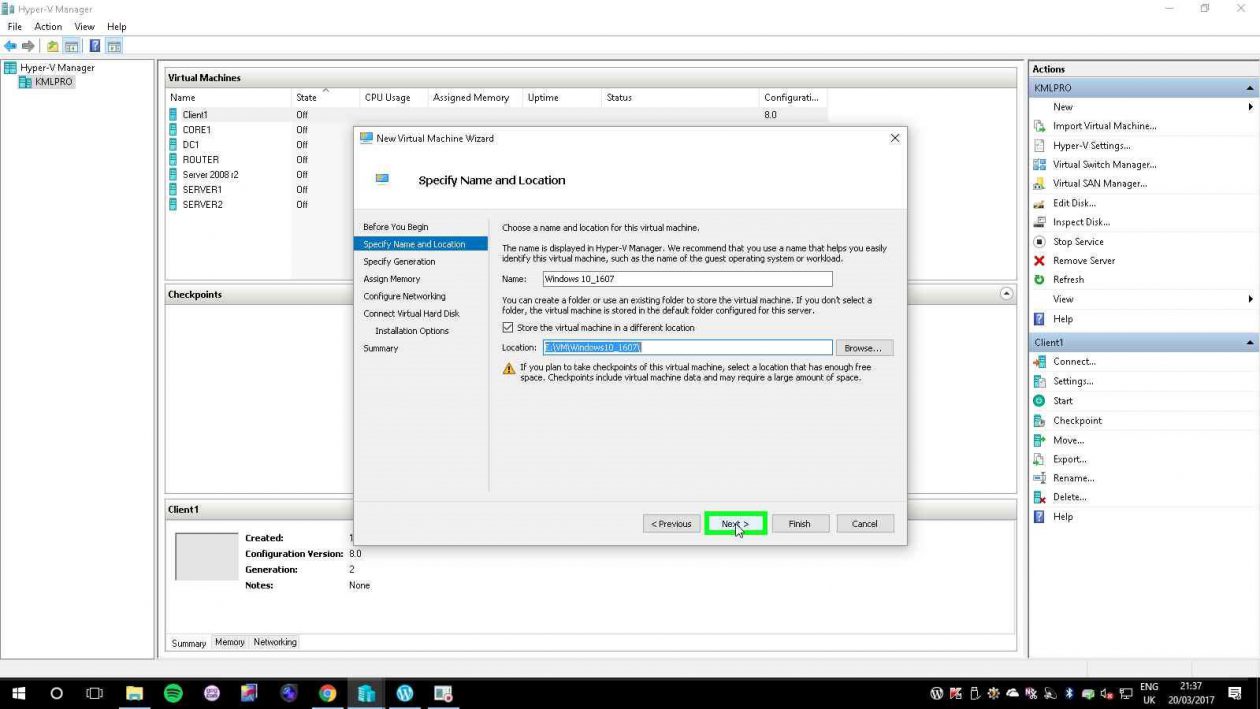 Hyper-V Manager
File Action View Help
Hyper-V Manager
KMLPRO
Virtual Machines
Name State CPU Usage Assigned Memory Uptime Status Configurati...
Client1 Off 8.0
CORE1 Off
DC1 Off
ROUTER Off
Server 2008 r2 Off
SERVER1 Off
SERVER2 Off
Checkpoints
Client1
Created: 1
Configuration Version: 8.0
Generation: 2
Notes: None
Summary Memory Networking
New Virtual Machine Wizard
Specify Name and Location
Before You Begin
Specify Name and Location
Specify Generation
Assign Memory
Configure Networking
Connect Virtual Hard Disk
Installation Options
Summary
Choose a name and location for this virtual machine.
The name is displayed in Hyper-V Manager. We recommend that you use a name that helps you easily
identify this virtual machine, such as the name of the guest operating system or workload.
Name: Windows 10_1607
You can create a folder or use an existing folder to store the virtual machine. If you don't select a
folder, the virtual machine is stored in the default folder configured for this server.
Store the virtual machine in a different location
Location: E:\VM\Windows10_1607\ Browse...
If you plan to take checkpoints of this virtual machine, select a location that has enough free
space. Checkpoints include virtual machine data and may require a large amount of space.
< Previous Next > Finish Cancel
Actions
KMLPRO
New
Import Virtual Machine...
Hyper-V Settings...
Virtual Switch Manager...
Virtual SAN Manager...
Edit Disk...
Inspect Disk...
Stop Service
Remove Server
Refresh
View
Help
Client1
Connect...
Settings...
Start
Checkpoint
Move...
Export...
Rename...
Delete...
Help
ENG
UK
21:37
20/03/2017